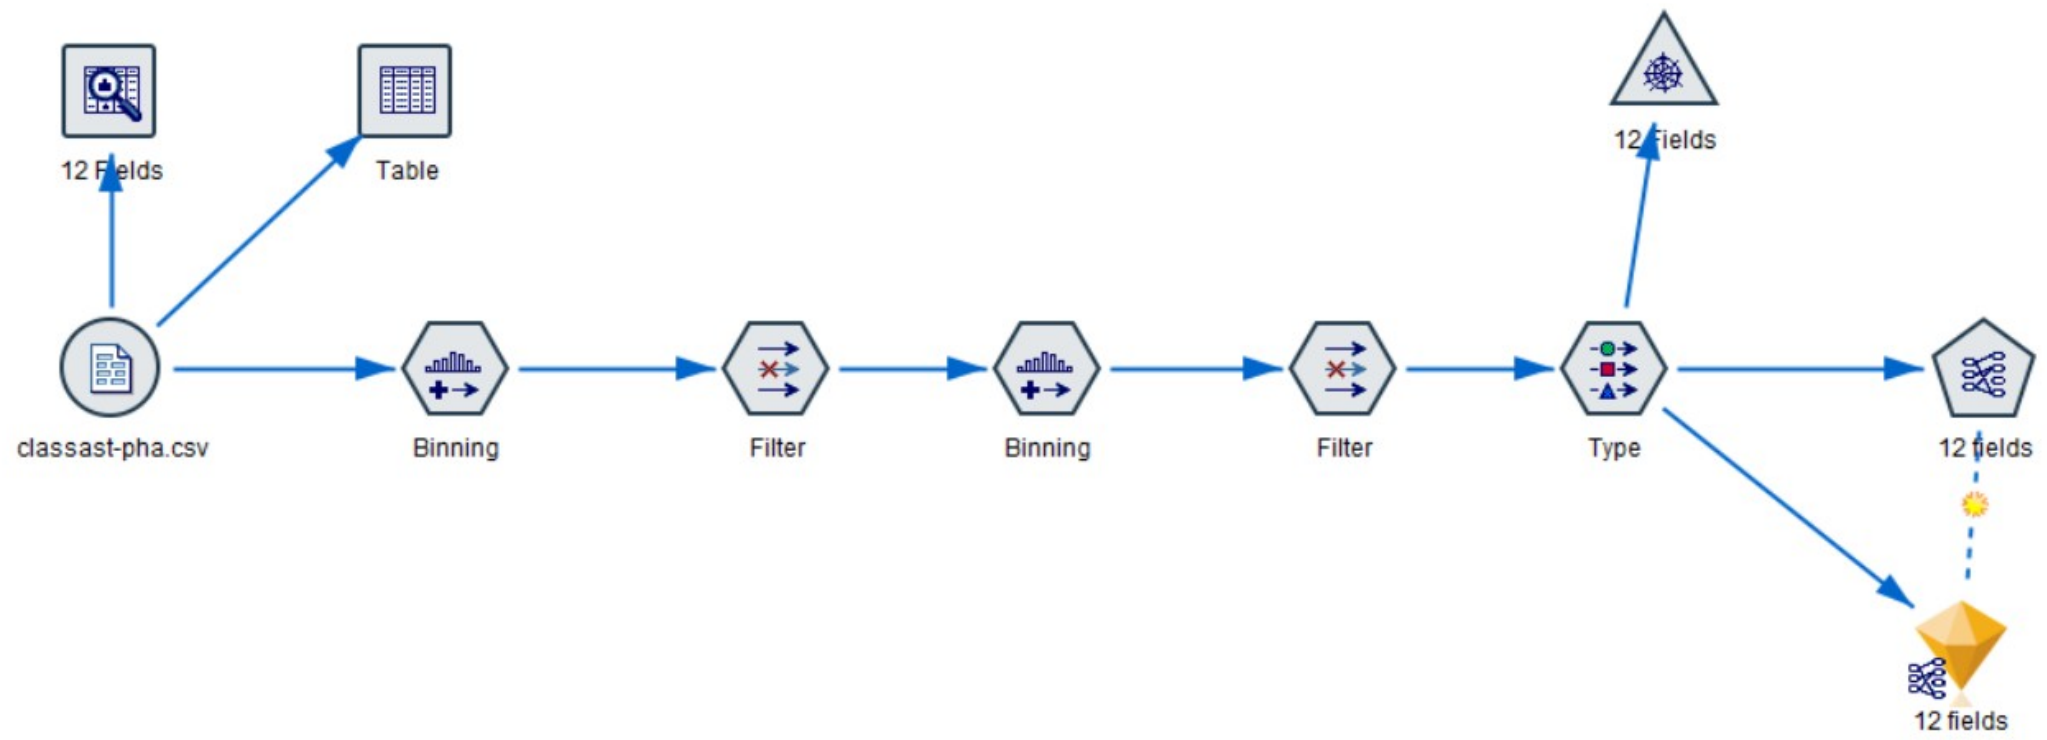 12 Fields
Table
12 Fields
classast-pha.csv
Binning
Filter
Binning
Filter
Type
12 fields
12 fields